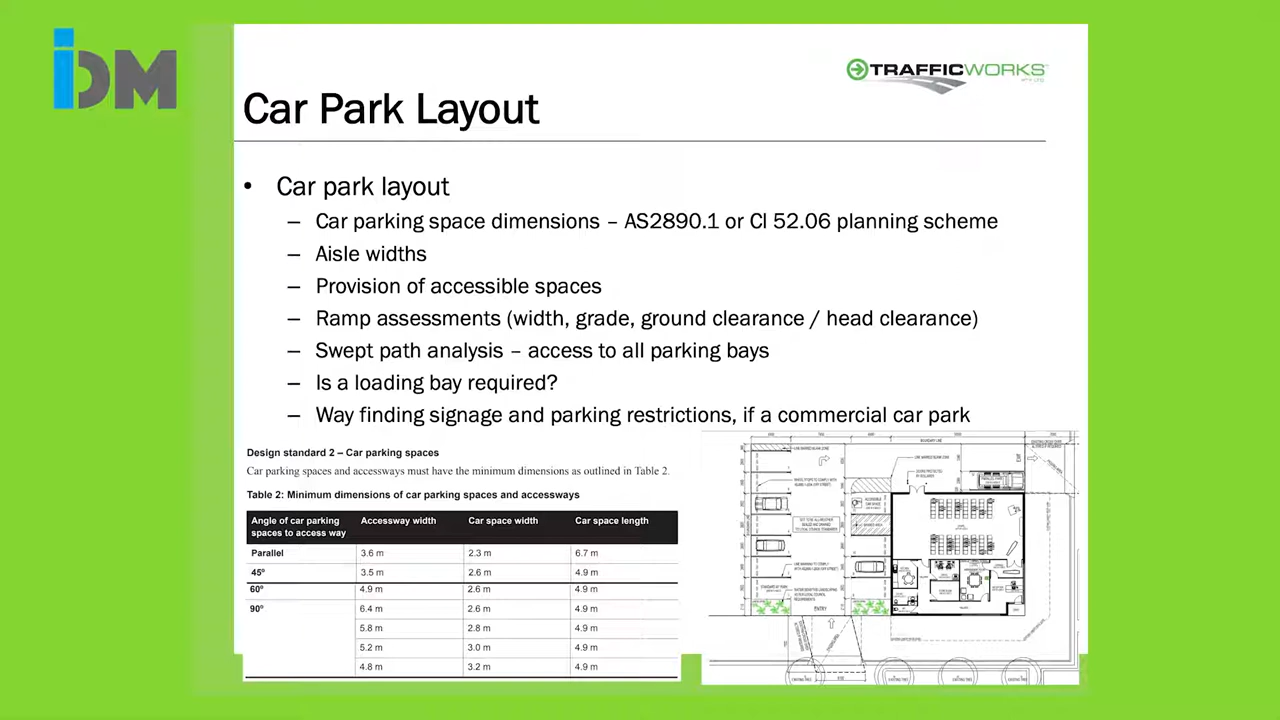 iDM
TRAFFICWORKS
Car Park Layout
• Car park layout
– Car parking space dimensions – AS2890.1 or Cl 52.06 planning scheme
– Aisle widths
– Provision of accessible spaces
– Ramp assessments (width, grade, ground clearance / head clearance)
– Swept path analysis – access to all parking bays
– Is a loading bay required?
– Way finding signage and parking restrictions, if a commercial car park
Design standard 2 – Car parking spaces
Car parking spaces and accessways must have the minimum dimensions as outlined in Table 2.
Table 2: Minimum dimensions of car parking spaces and accessways
Angle of car parking spaces to access way Accessway width Car space width Car space length
Parallel 3.6 m 2.3 m 6.7 m
45º 3.5 m 2.6 m 4.9 m
60º 4.9 m 2.6 m 4.9 m
90º 6.4 m 2.6 m 4.9 m
5.8 m 2.8 m 4.9 m
5.2 m 3.0 m 4.9 m
4.8 m 3.2 m 4.9 m
BOUNDARY LINE
EXIT
ENTRY